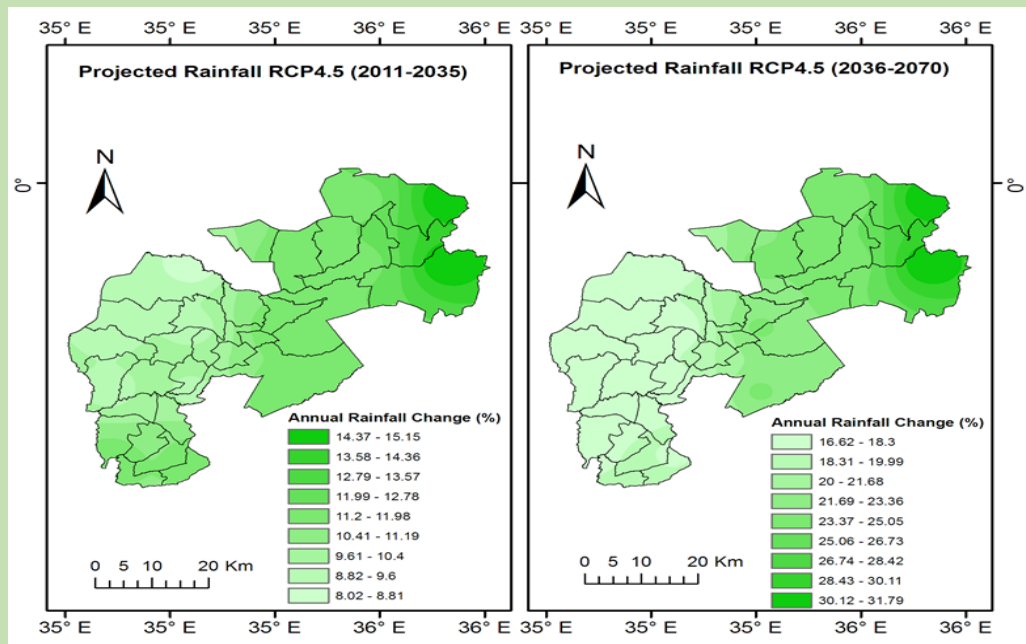 35° E 35° E 36° E 36° E
Projected Rainfall RCP4.5 (2011-2035)
N
0°
Annual Rainfall Change (%)
14.37 - 15.15
13.58 - 14.36
12.79 - 13.57
11.99 - 12.78
11.2 - 11.98
10.41 - 11.19
9.61 - 10.4
8.82 - 9.6
8.02 - 8.81
0 5 10 20 Km
35° E 35° E 36° E 36° E
35° E 35° E 36° E 36° E
Projected Rainfall RCP4.5 (2036-2070)
N
0°
Annual Rainfall Change (%)
16.62 - 18.3
18.31 - 19.99
20 - 21.68
21.69 - 23.36
23.37 - 25.05
25.06 - 26.73
26.74 - 28.42
28.43 - 30.11
30.12 - 31.79
0 5 10 20 Km
35° E 35° E 36° E 36° E